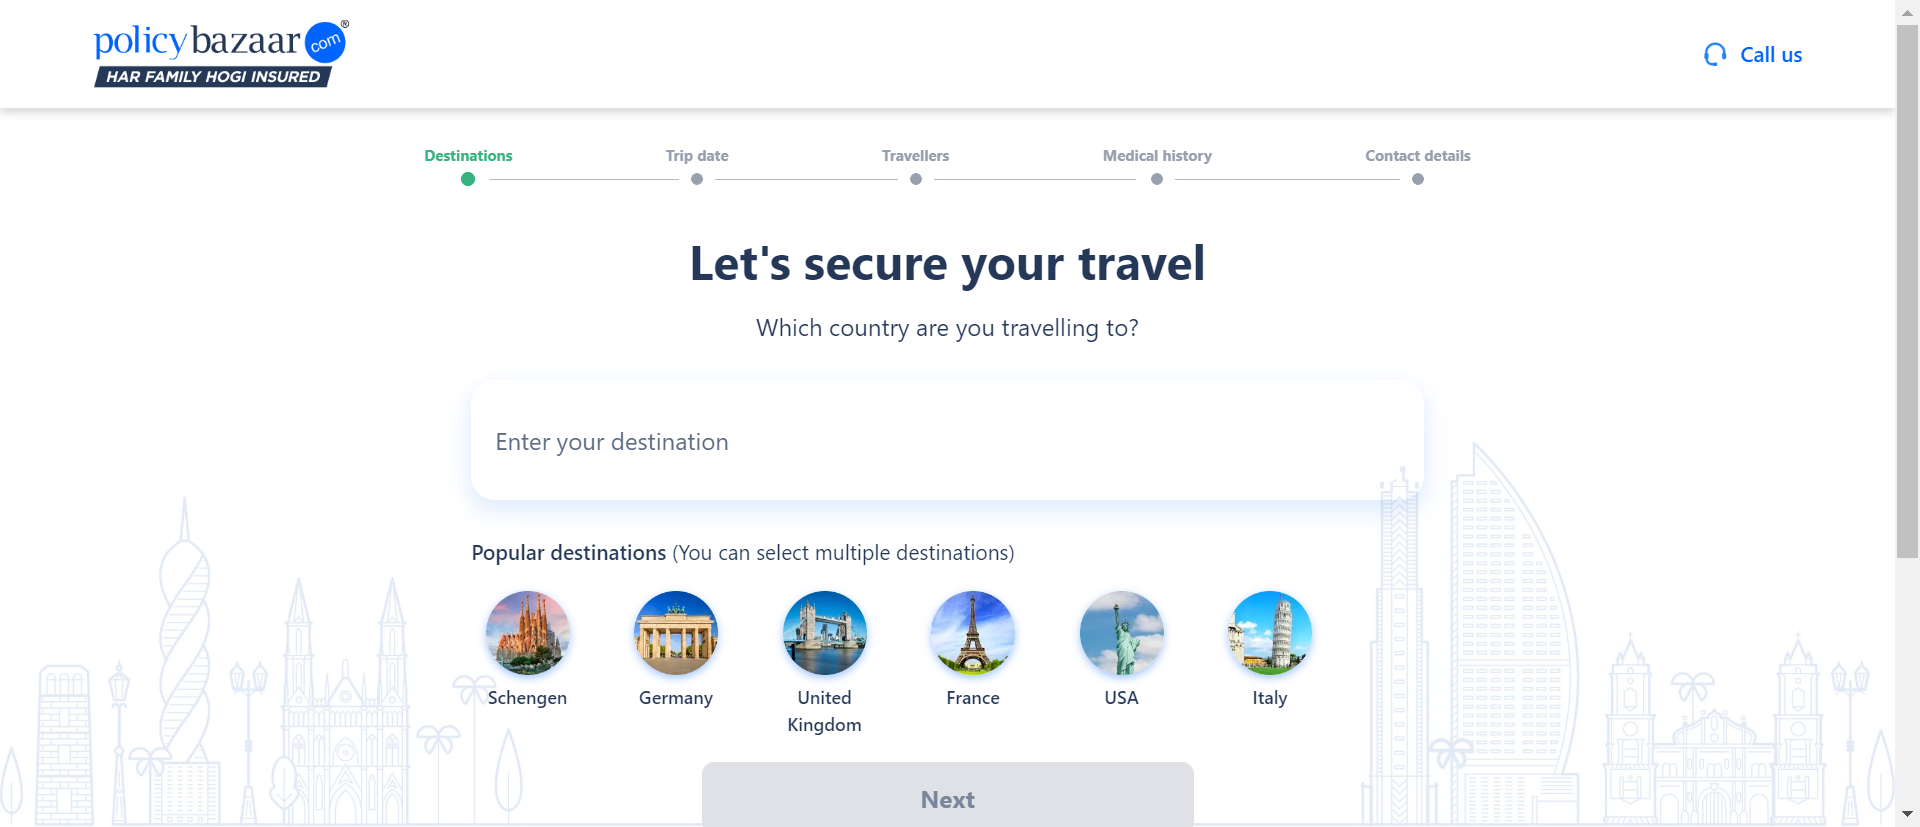 policybazaar com ®
HAR FAMILY HOGI INSURED
Call us
Destinations
Trip date
Travellers
Medical history
Contact details
Let's secure your travel
Which country are you travelling to?
Enter your destination
Popular destinations (You can select multiple destinations)
Schengen
Germany
United
Kingdom
France
USA
Italy
Next